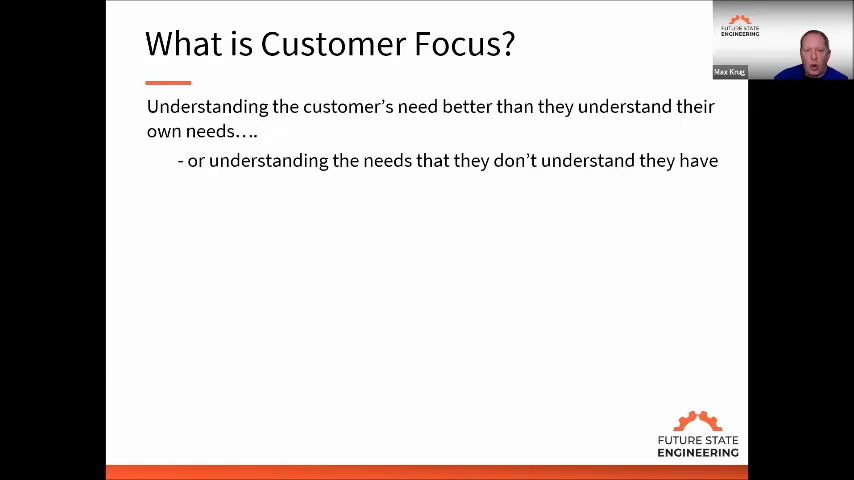 What is Customer Focus?
FUTURE STATE
ENGINEERING
Max Krug
Understanding the customer’s need better than they understand their
own needs….
- or understanding the needs that they don’t understand they have
FUTURE STATE
ENGINEERING